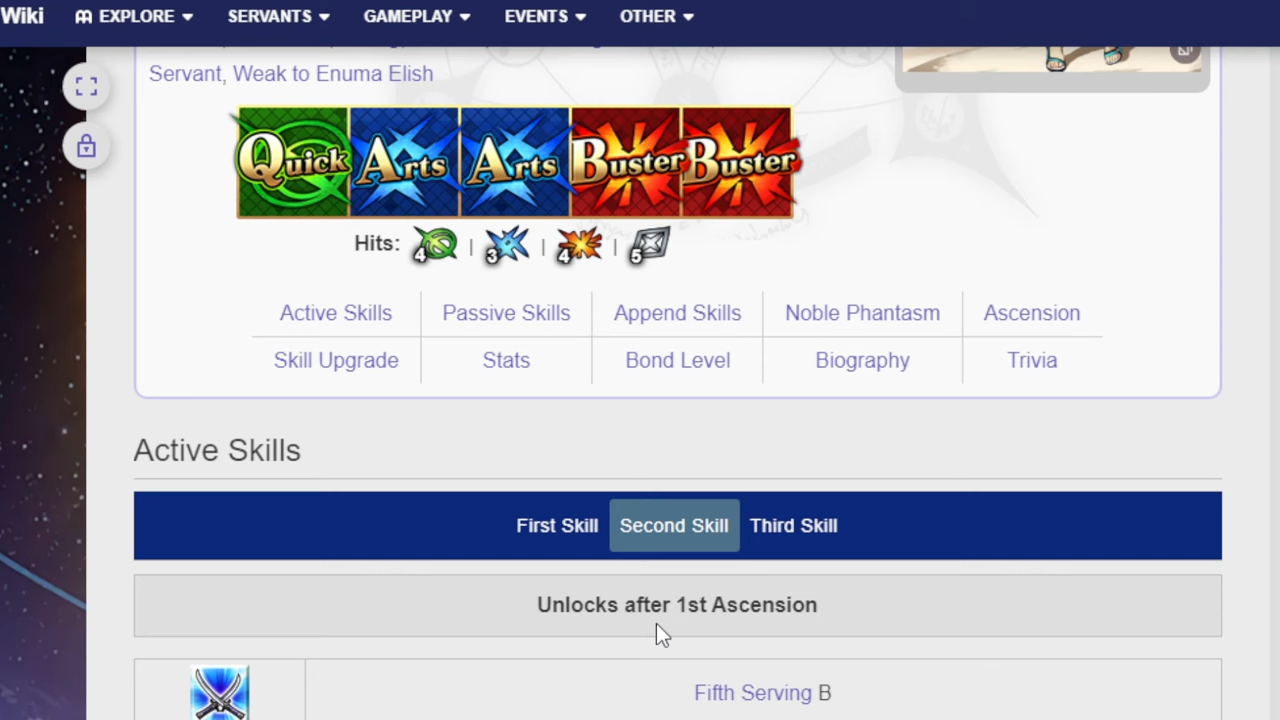 Wiki EXPLORE SERVANTS GAMEPLAY EVENTS OTHER
Servant, Weak to Enuma Elish
Quick Arts Arts Buster Buster
Hits: 4 | 3 | 4 | 5
Active Skills Passive Skills Append Skills Noble Phantasm Ascension
Skill Upgrade Stats Bond Level Biography Trivia
Active Skills
First Skill Second Skill Third Skill
Unlocks after 1st Ascension
Fifth Serving B